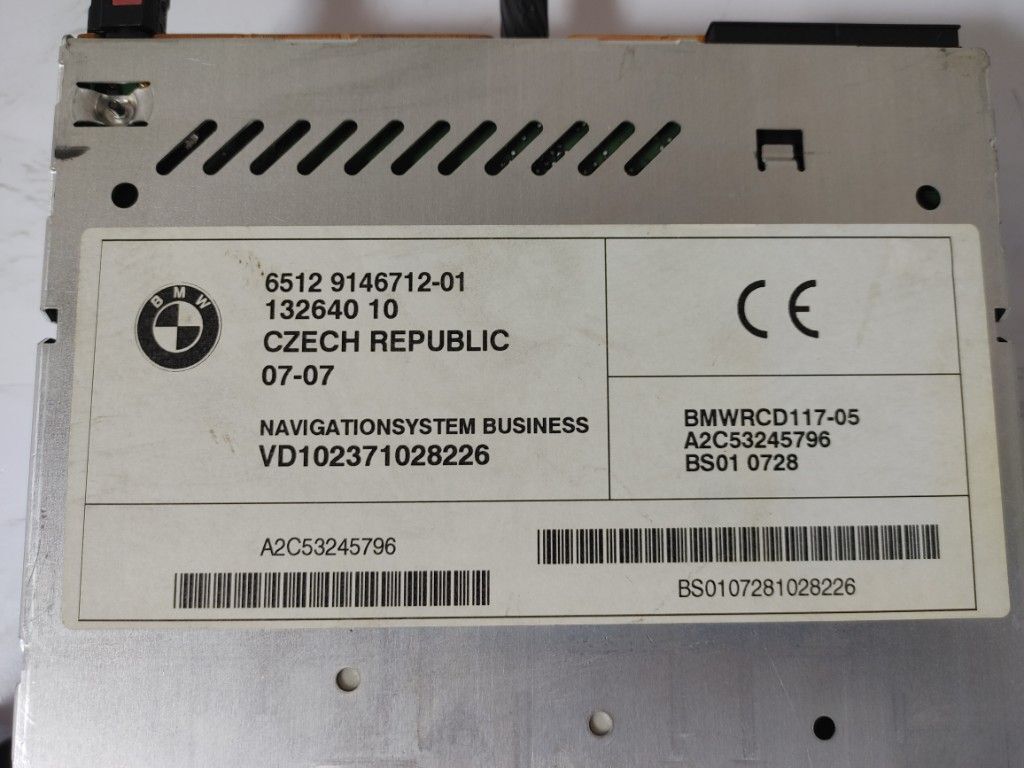 BMW
6512 9146712-01
132640 10
CZECH REPUBLIC
07-07
NAVIGATIONSYSTEM BUSINESS
VD102371028226
CE
BMWRCD117-05
A2C53245796
BS01 0728
A2C53245796
BS0107281028226